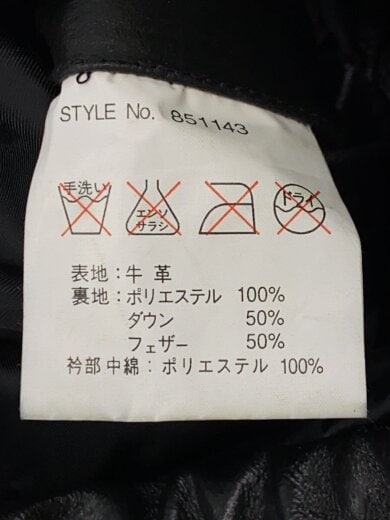 STYLE No. 851143
手洗い
エンソ
サラシ
ドライ
表地：牛 革
裏地：ポリエステル 100%
ダウン 50%
フェザー 50%
衿部中綿：ポリエステル 100%